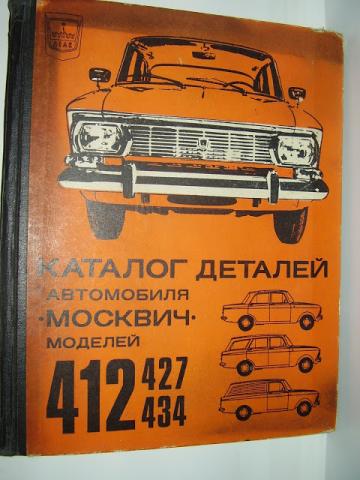 КАТАЛОГ ДЕТАЛЕЙ
АВТОМОБИЛЯ
·МОСКВИЧ·
МОДЕЛЕЙ
412 427
434